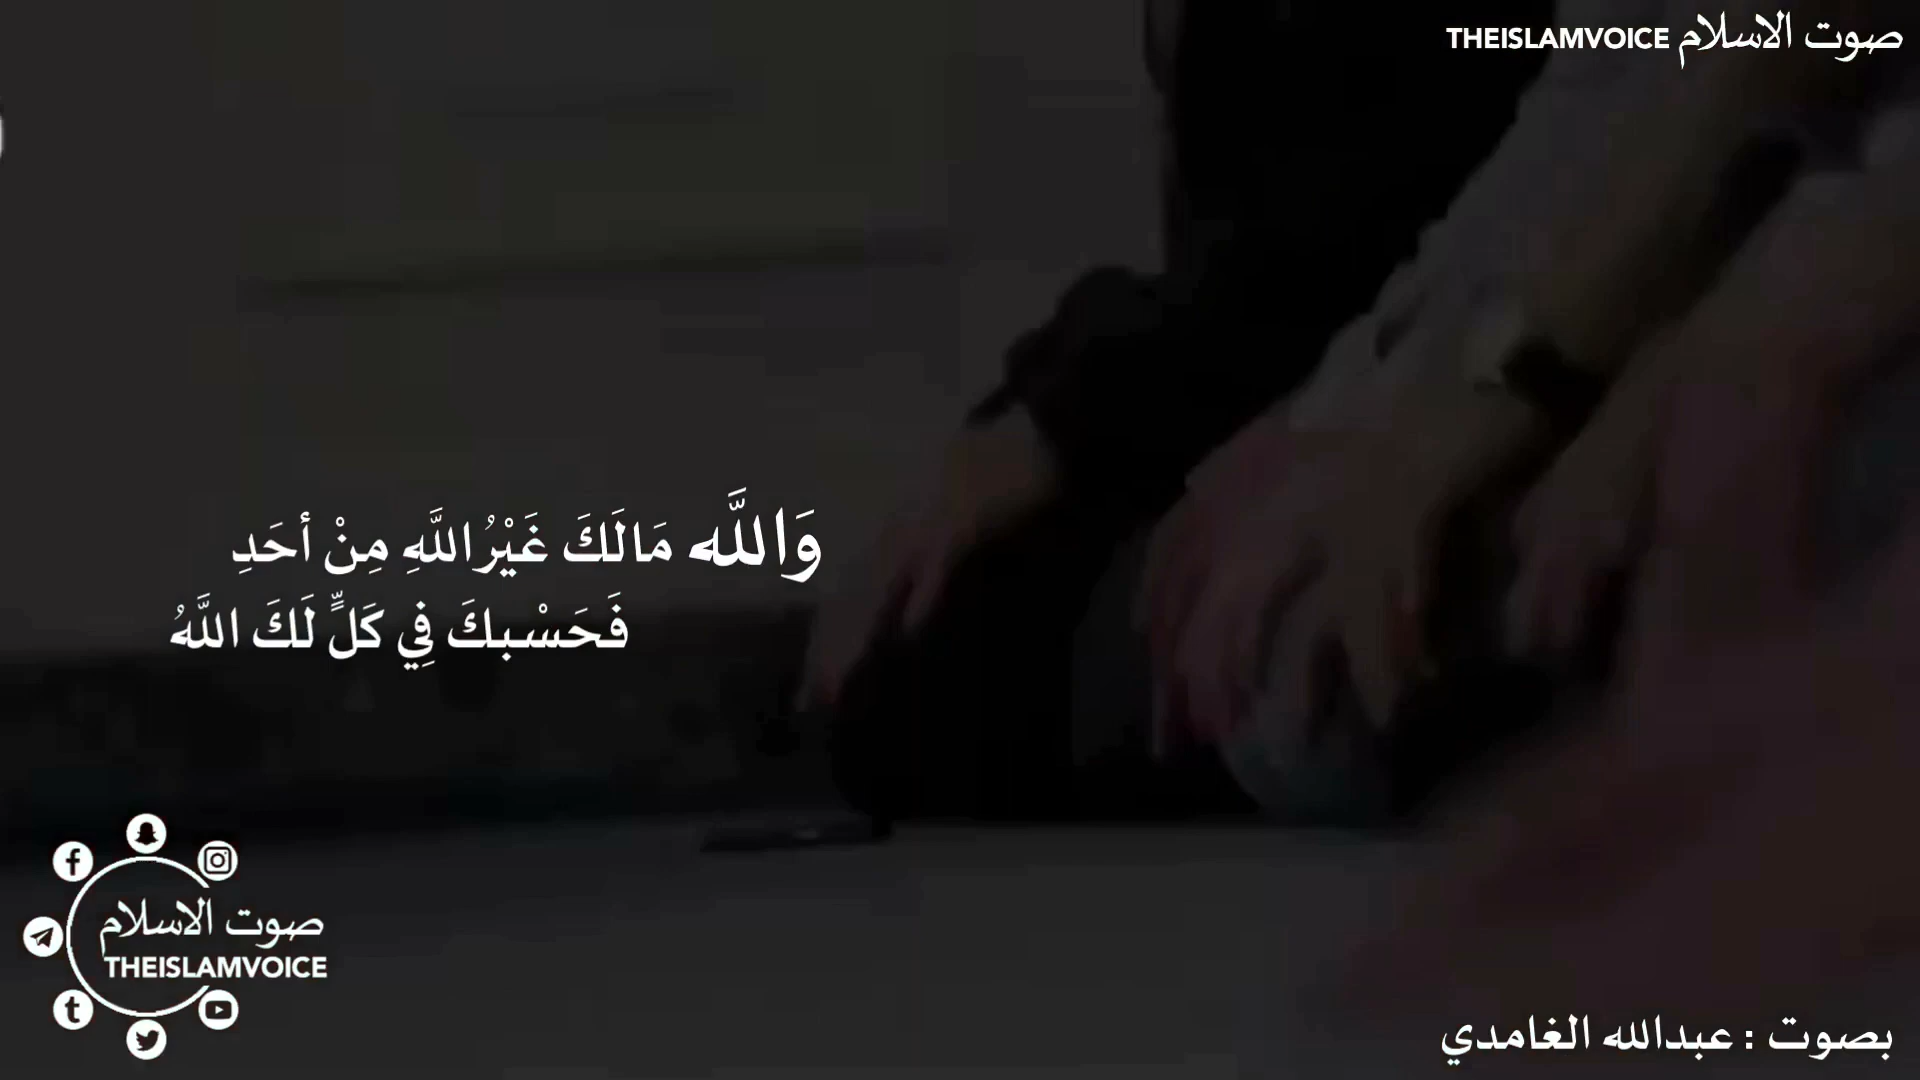 THEISLAMVOICE صوت الاسلام
وَاللَّه مَالَكَ غَيْرُ اللَّهِ مِنْ أحَدِ
فَحَسْبكَ فِي كَلٍّ لَكَ اللَّهُ
صوت الاسلام
THEISLAMVOICE
بصوت : عبدالله الغامدي